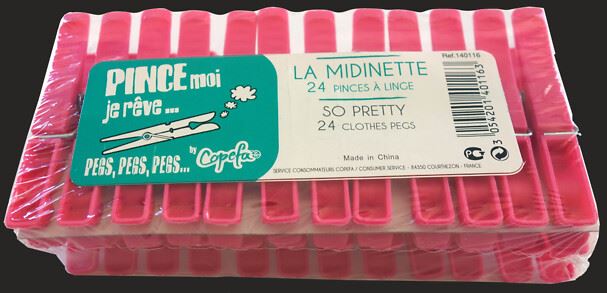 PINCE moi
je rêve...
PEGS, PEGS, PEGS...
by Copefa
LA MIDINETTE
24 PINCES À LINGE
SO PRETTY
24 CLOTHES PEGS
Made in China
SERVICE CONSOMMATEURS COPEFA / CONSUMER SERVICE - 84350 COURTHEZON - FRANCE
Ref.140116
3 054201 401163